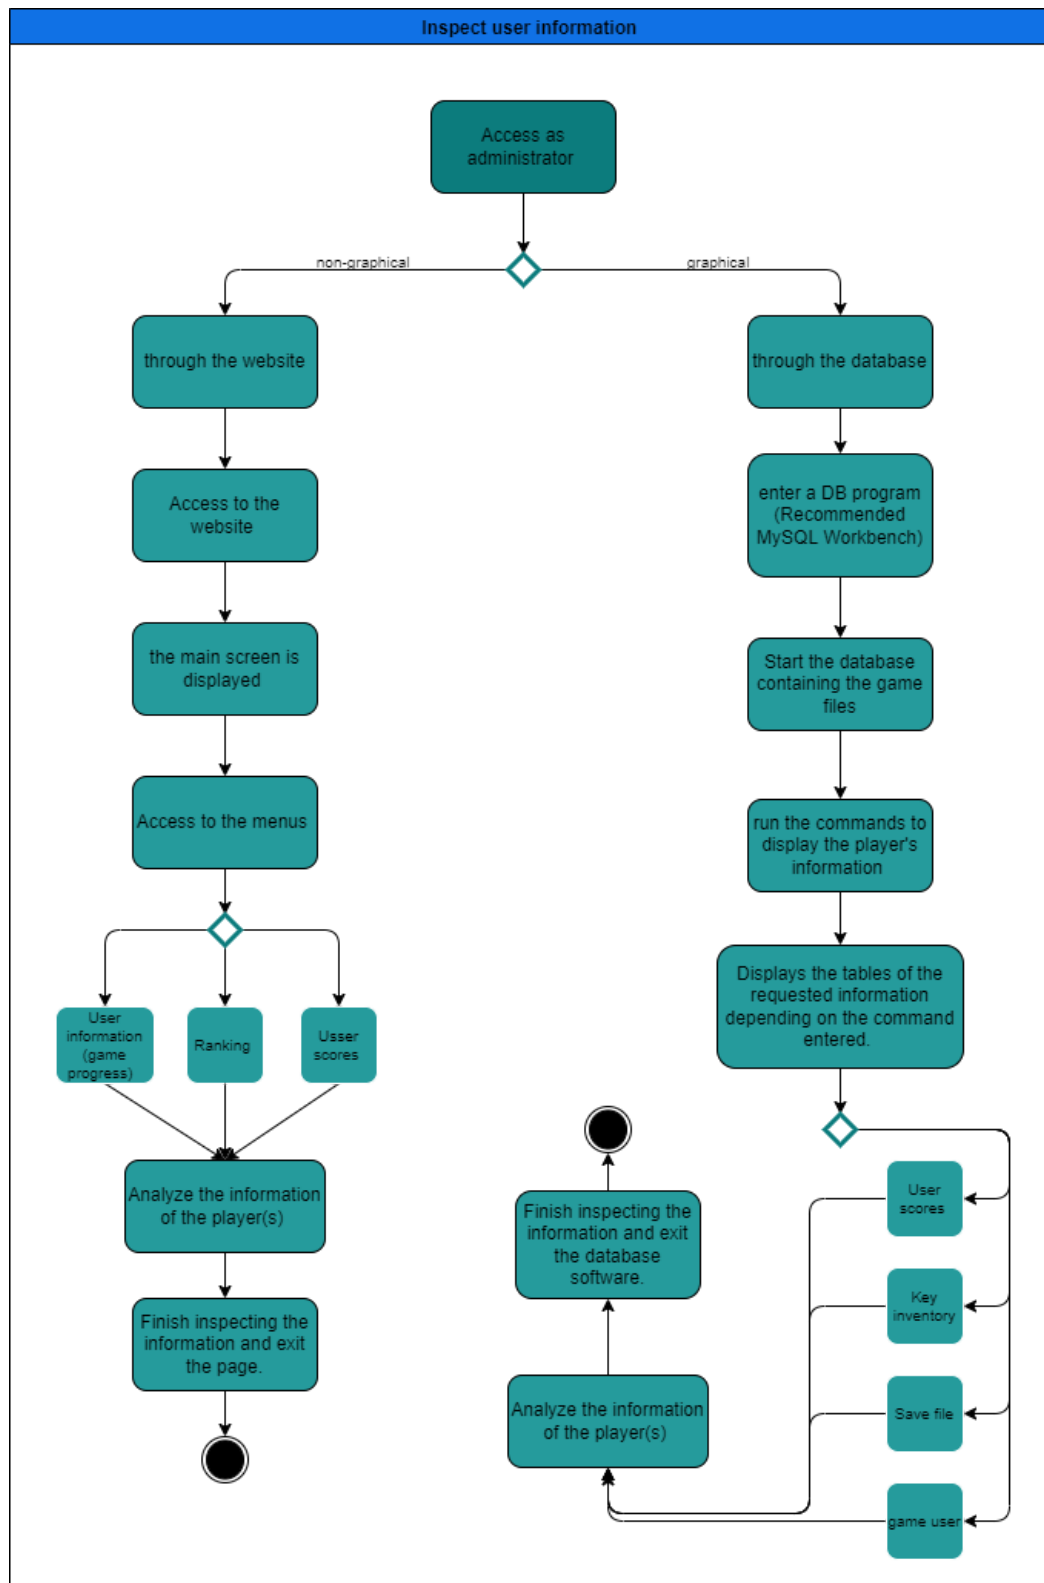 Inspect user information
Access as
administrator
non-graphical
graphical
through the website
through the database
Access to the
website
enter a DB program
(Recommended
MySQL Workbench)
the main screen is
displayed
Start the database
containing the game
files
Access to the menus
run the commands to
display the player's
information
Displays the tables of the
requested information
depending on the command
entered.
User
information
(game
progress)
Ranking
Usser
scores
Analyze the information
of the player(s)
Finish inspecting the
information and exit
the page.
User
scores
Key
inventory
Save file
game user
Analyze the information
of the player(s)
Finish inspecting the
information and exit
the database
software.